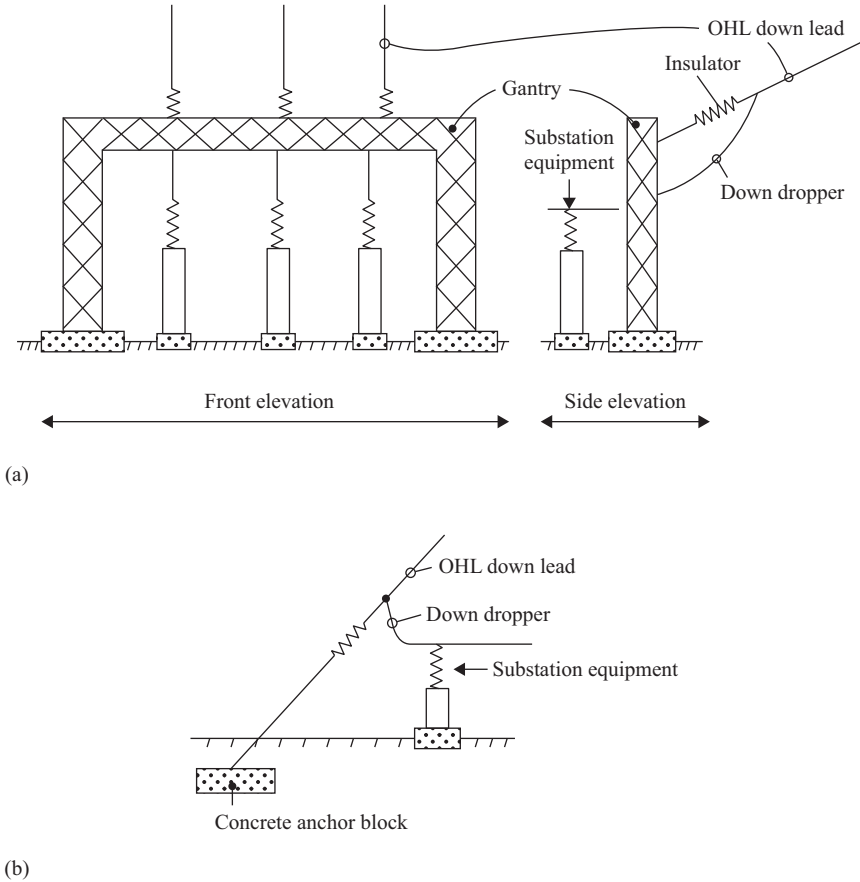 OHL down lead
Insulator
Gantry
Substation
equipment
Down dropper
Front elevation
Side elevation
(a)
OHL down lead
Down dropper
Substation equipment
Concrete anchor block
(b)